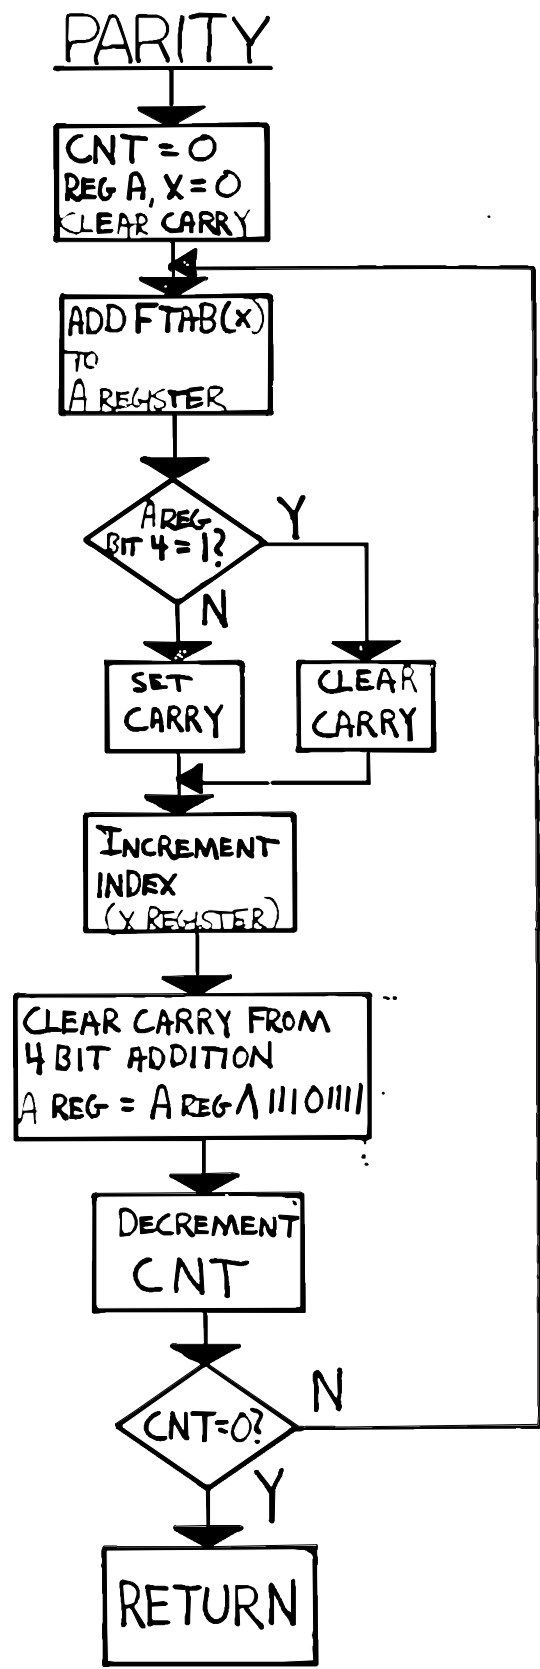 PARITY
CNT = 0
REG A, X = 0
CLEAR CARRY
ADD FTAB(X)
TO
A REGISTER
A REG
BIT 4 = 1?
Y
N
SET
CARRY
CLEAR
CARRY
INCREMENT
INDEX
(X REGISTER)
CLEAR CARRY FROM
4 BIT ADDITION
A REG = A REG Λ 11101111
DECREMENT
CNT
CNT=0?
N
Y
RETURN